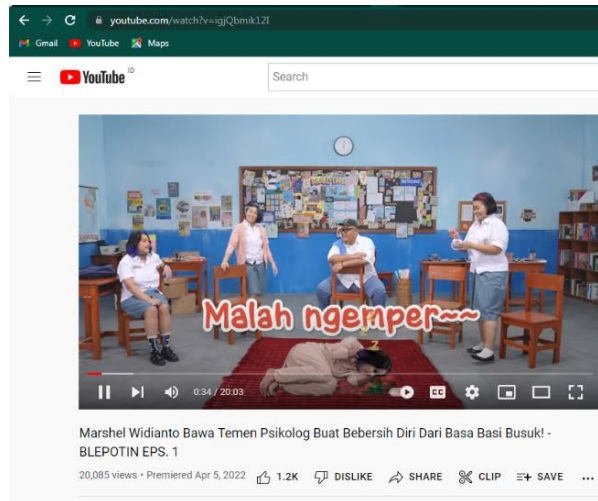 youtube.com/watch?v=igjQbmik12I
Gmail YouTube Maps
YouTube ID
Search
MADING
Malah ngemper~~
0:34 / 20:03
CC
Marshel Widianto Bawa Temen Psikolog Buat Bebersih Diri Dari Basa Basi Busuk! -
BLEPOTIN EPS. 1
20,085 views • Premiered Apr 5, 2022 1.2K DISLIKE SHARE CLIP SAVE ...